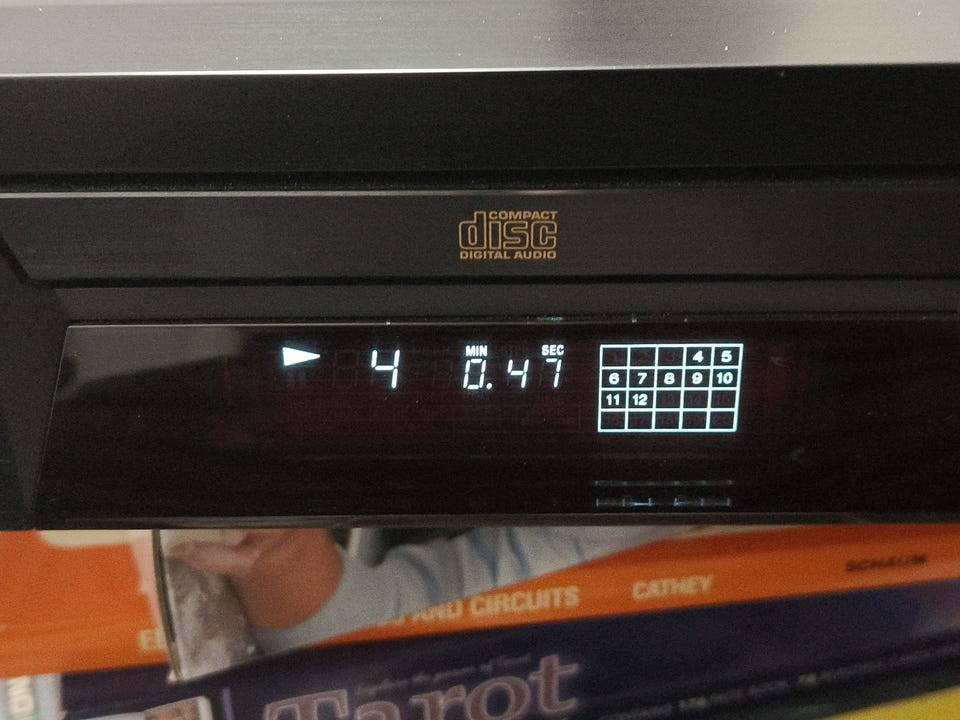 COMPACT
disc
DIGITAL AUDIO
MIN SEC
4 0.47
4 5
6 7 8 9 10
11 12
AND CIRCUITS CATHEY SCHAUM
Tarot